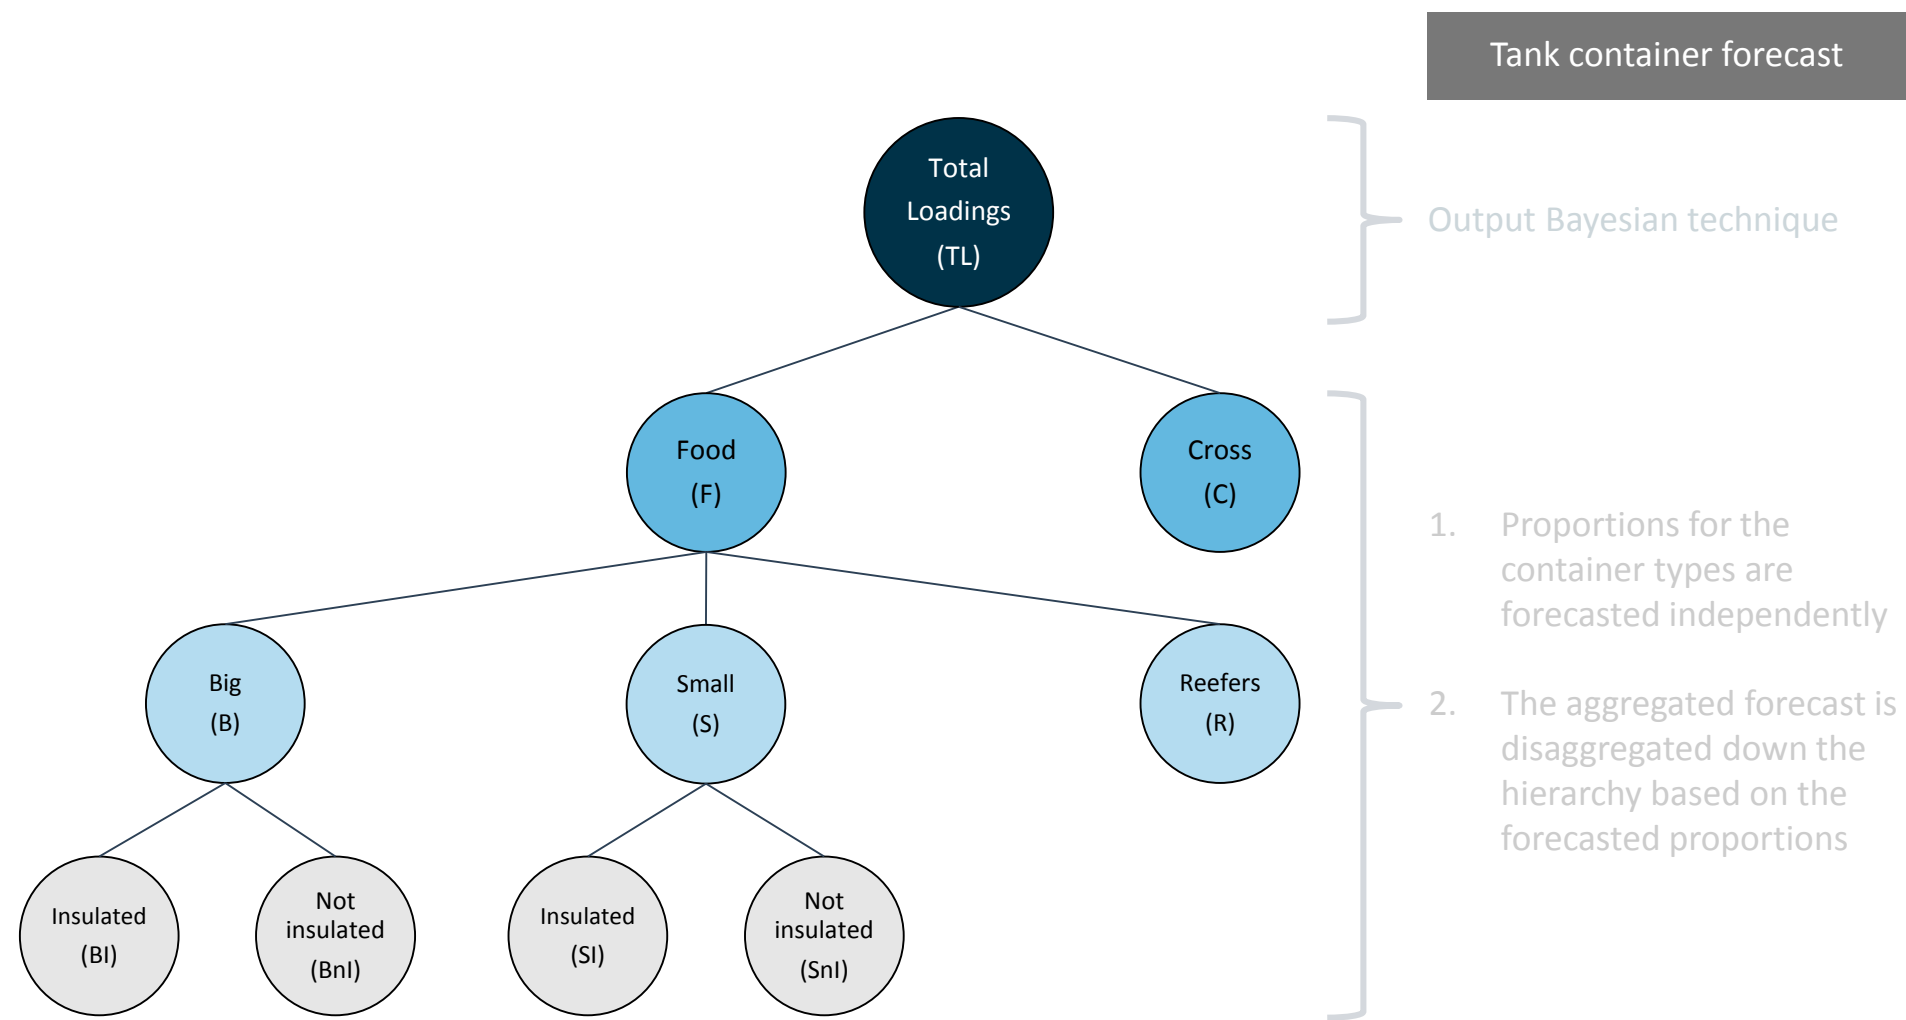 Tank container forecast
Total
Loadings
(TL)
Output Bayesian technique
Food
(F)
Cross
(C)
1. Proportions for the
container types are
forecasted independently
2. The aggregated forecast is
disaggregated down the
hierarchy based on the
forecasted proportions
Big
(B)
Small
(S)
Reefers
(R)
Insulated
(BI)
Not
insulated
(BnI)
Insulated
(SI)
Not
insulated
(SnI)